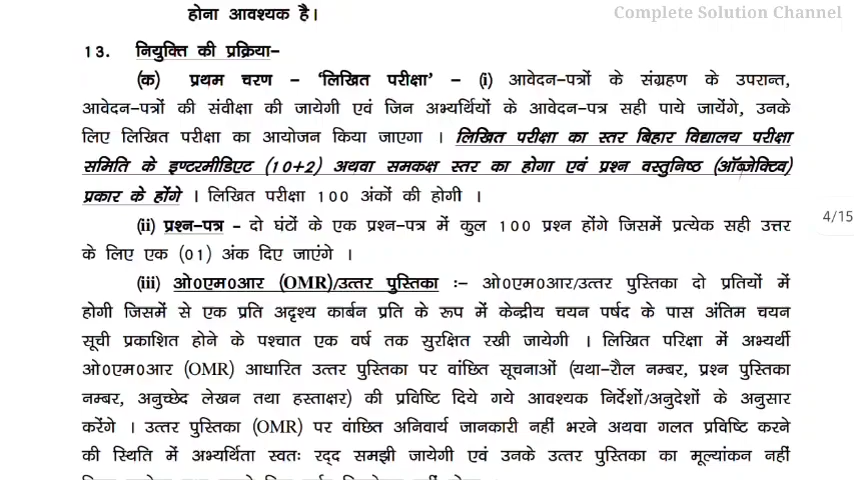 होना आवश्यक है।
Complete Solution Channel
13. नियुक्ति की प्रक्रिया–
(क) प्रथम चरण – ‘लिखित परीक्षा’ – (i) आवेदन–पत्रों के संग्रहण के उपरान्त,
आवेदन–पत्रों की संवीक्षा की जायेगी एवं जिन अभ्यर्थियों के आवेदन–पत्र सही पाये जायेंगे, उनके
लिए लिखित परीक्षा का आयोजन किया जाएगा । लिखित परीक्षा का स्तर बिहार विद्यालय परीक्षा
समिति के इण्टरमीडिएट (10+2) अथवा समकक्ष स्तर का होगा एवं प्रश्न वस्तुनिष्ठ (ऑब्जेक्टिव)
प्रकार के होंगे । लिखित परीक्षा 100 अंकों की होगी ।
4/15
(ii) प्रश्न–पत्र – दो घंटों के एक प्रश्न–पत्र में कुल 100 प्रश्न होंगे जिसमें प्रत्येक सही उत्तर
के लिए एक (01) अंक दिए जाएंगे ।
(iii) ओ0एम0आर (OMR)/उत्तर पुस्तिका :– ओ0एम0आर/उत्तर पुस्तिका दो प्रतियों में
होगी जिसमें से एक प्रति अदृश्य कार्बन प्रति के रूप में केन्द्रीय चयन पर्षद के पास अंतिम चयन
सूची प्रकाशित होने के पश्चात एक वर्ष तक सुरक्षित रखी जायेगी । लिखित परिक्षा में अभ्यर्थी
ओ0एम0आर (OMR) आधारित उत्तर पुस्तिका पर वांछित सूचनाओं (यथा–रौल नम्बर, प्रश्न पुस्तिका
नम्बर, अनुच्छेद लेखन तथा हस्ताक्षर) की प्रविष्टि दिये गये आवश्यक निर्देशों/अनुदेशों के अनुसार
करेंगे । उत्तर पुस्तिका (OMR) पर वांछित अनिवार्य जानकारी नहीं भरने अथवा गलत प्रविष्टि करने
की स्थिति में अभ्यर्थिता स्वतः रद्द समझी जायेगी एवं उनके उत्तर पुस्तिका का मूल्यांकन नहीं